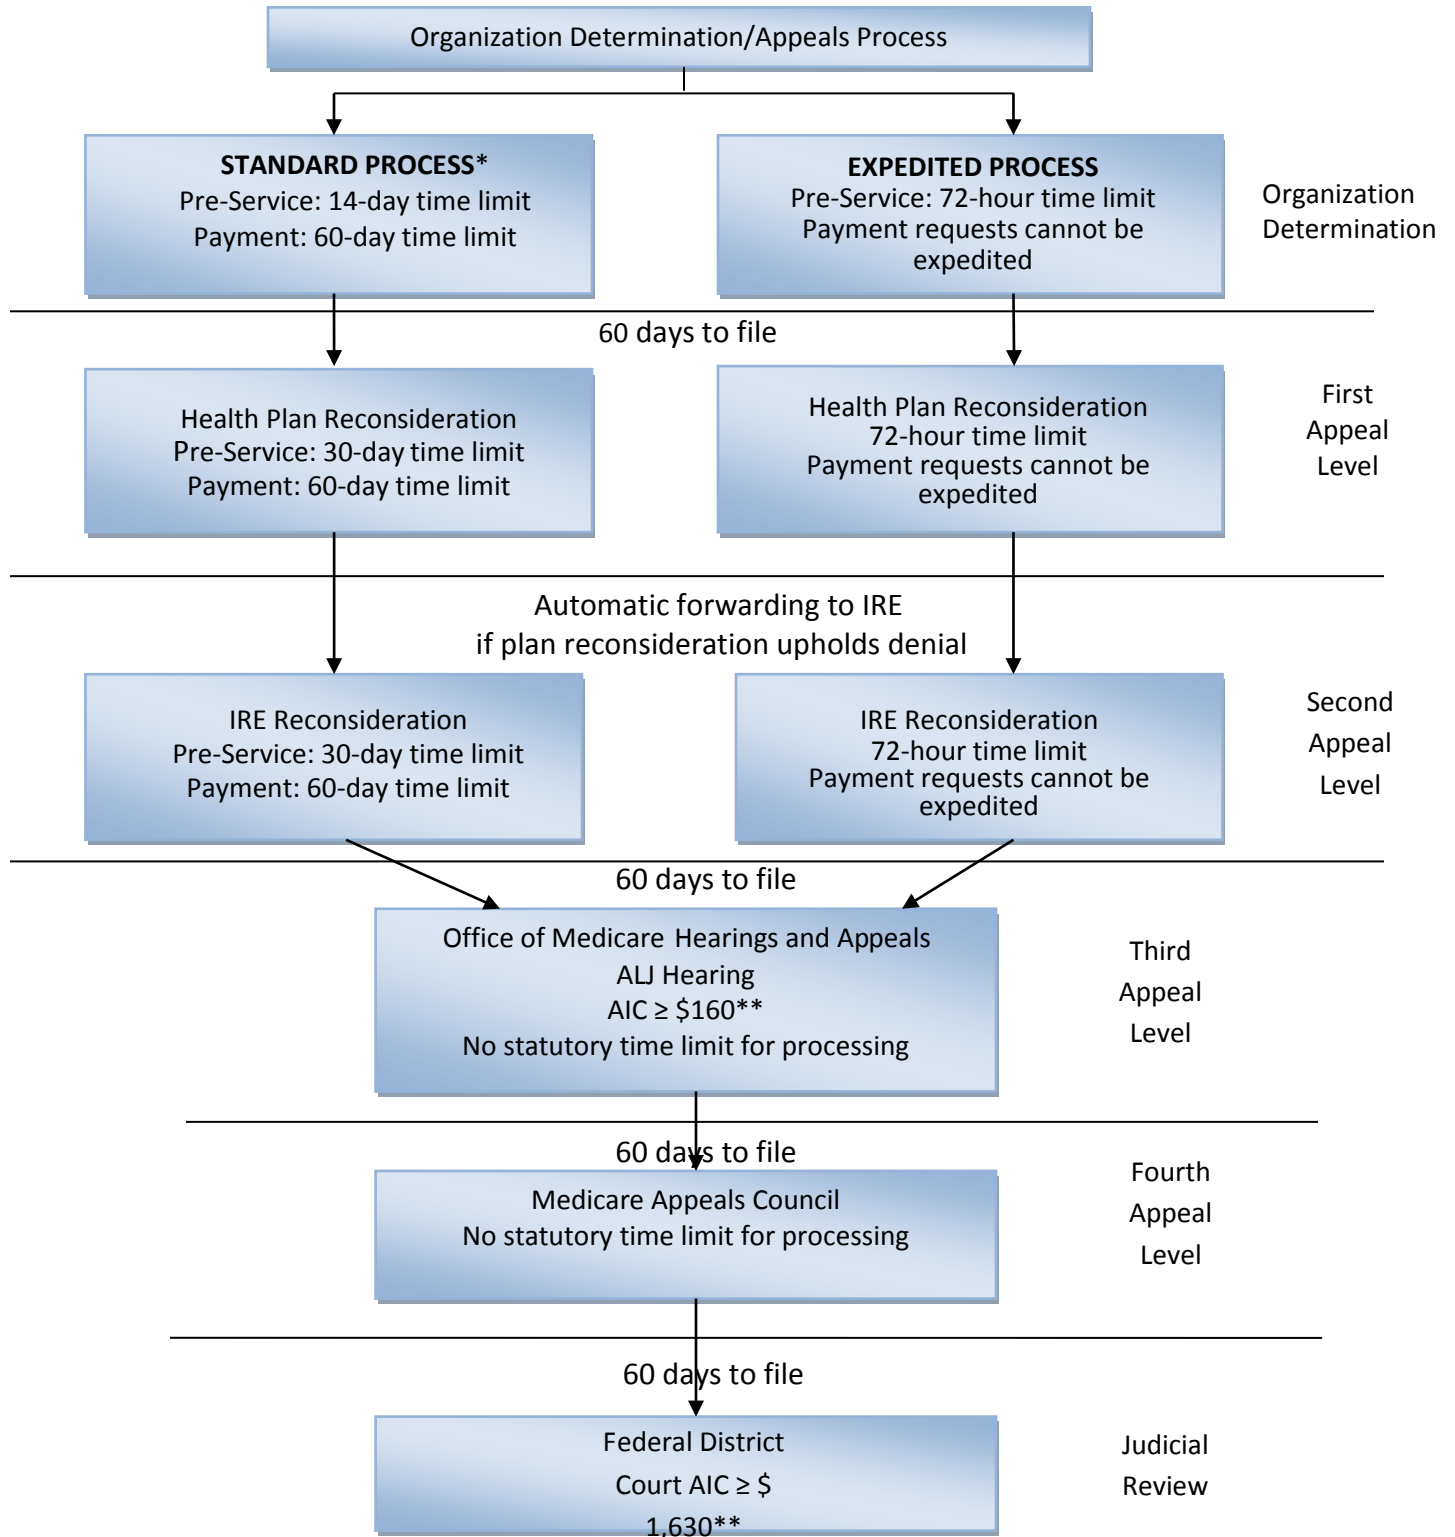 Organization Determination/Appeals Process
STANDARD PROCESS*
Pre-Service: 14-day time limit
Payment: 60-day time limit
EXPEDITED PROCESS
Pre-Service: 72-hour time limit
Payment requests cannot be
expedited
Organization
Determination
60 days to file
Health Plan Reconsideration
Pre-Service: 30-day time limit
Payment: 60-day time limit
Health Plan Reconsideration
72-hour time limit
Payment requests cannot be
expedited
First
Appeal
Level
Automatic forwarding to IRE
if plan reconsideration upholds denial
IRE Reconsideration
Pre-Service: 30-day time limit
Payment: 60-day time limit
IRE Reconsideration
72-hour time limit
Payment requests cannot be
expedited
Second
Appeal
Level
60 days to file
Office of Medicare Hearings and Appeals
ALJ Hearing
AIC ≥ $160**
No statutory time limit for processing
Third
Appeal
Level
60 days to file
Medicare Appeals Council
No statutory time limit for processing
Fourth
Appeal
Level
60 days to file
Federal District
Court AIC ≥ $
1,630**
Judicial
Review